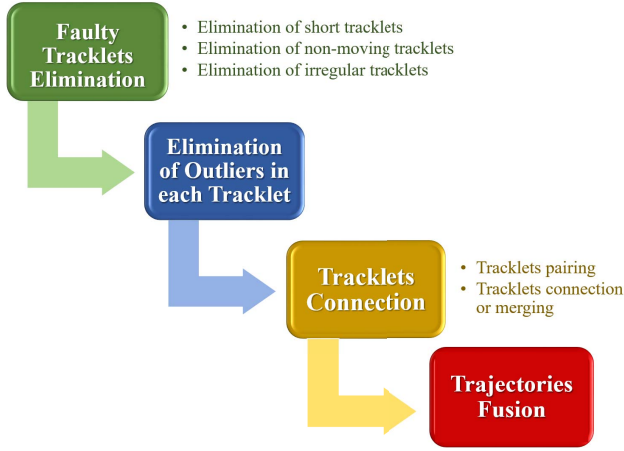 Faulty
Tracklets
Elimination
• Elimination of short tracklets
• Elimination of non-moving tracklets
• Elimination of irregular tracklets
Elimination
of Outliers in
each Tracklet
Tracklets
Connection
• Tracklets pairing
• Tracklets connection
or merging
Trajectories
Fusion